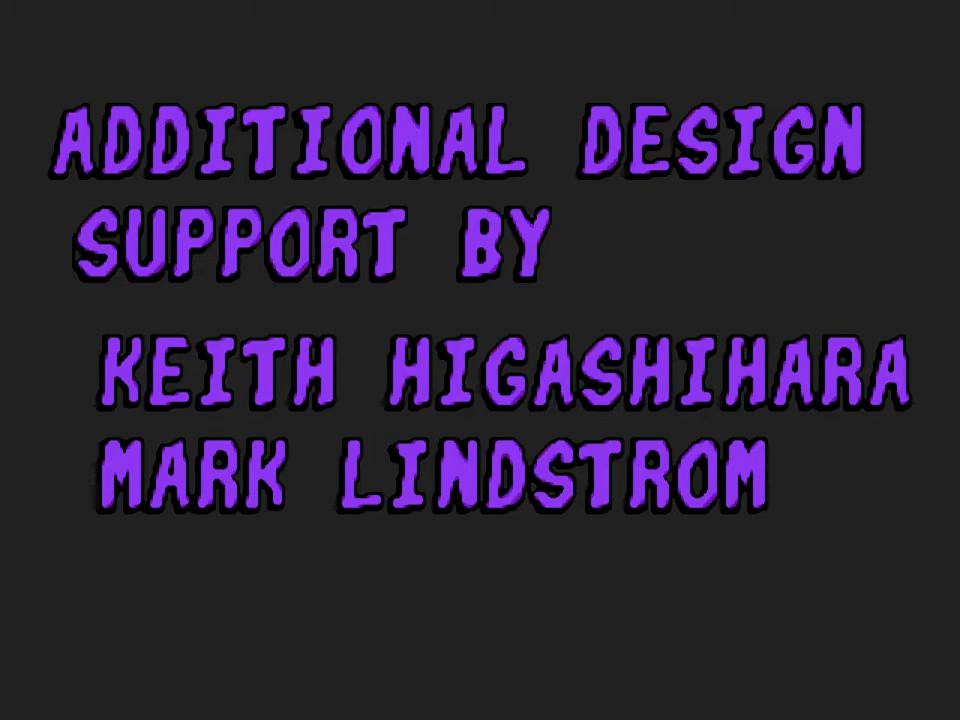 ADDITIONAL DESIGN
SUPPORT BY
KEITH HIGASHIHARA
MARK LINDSTROM